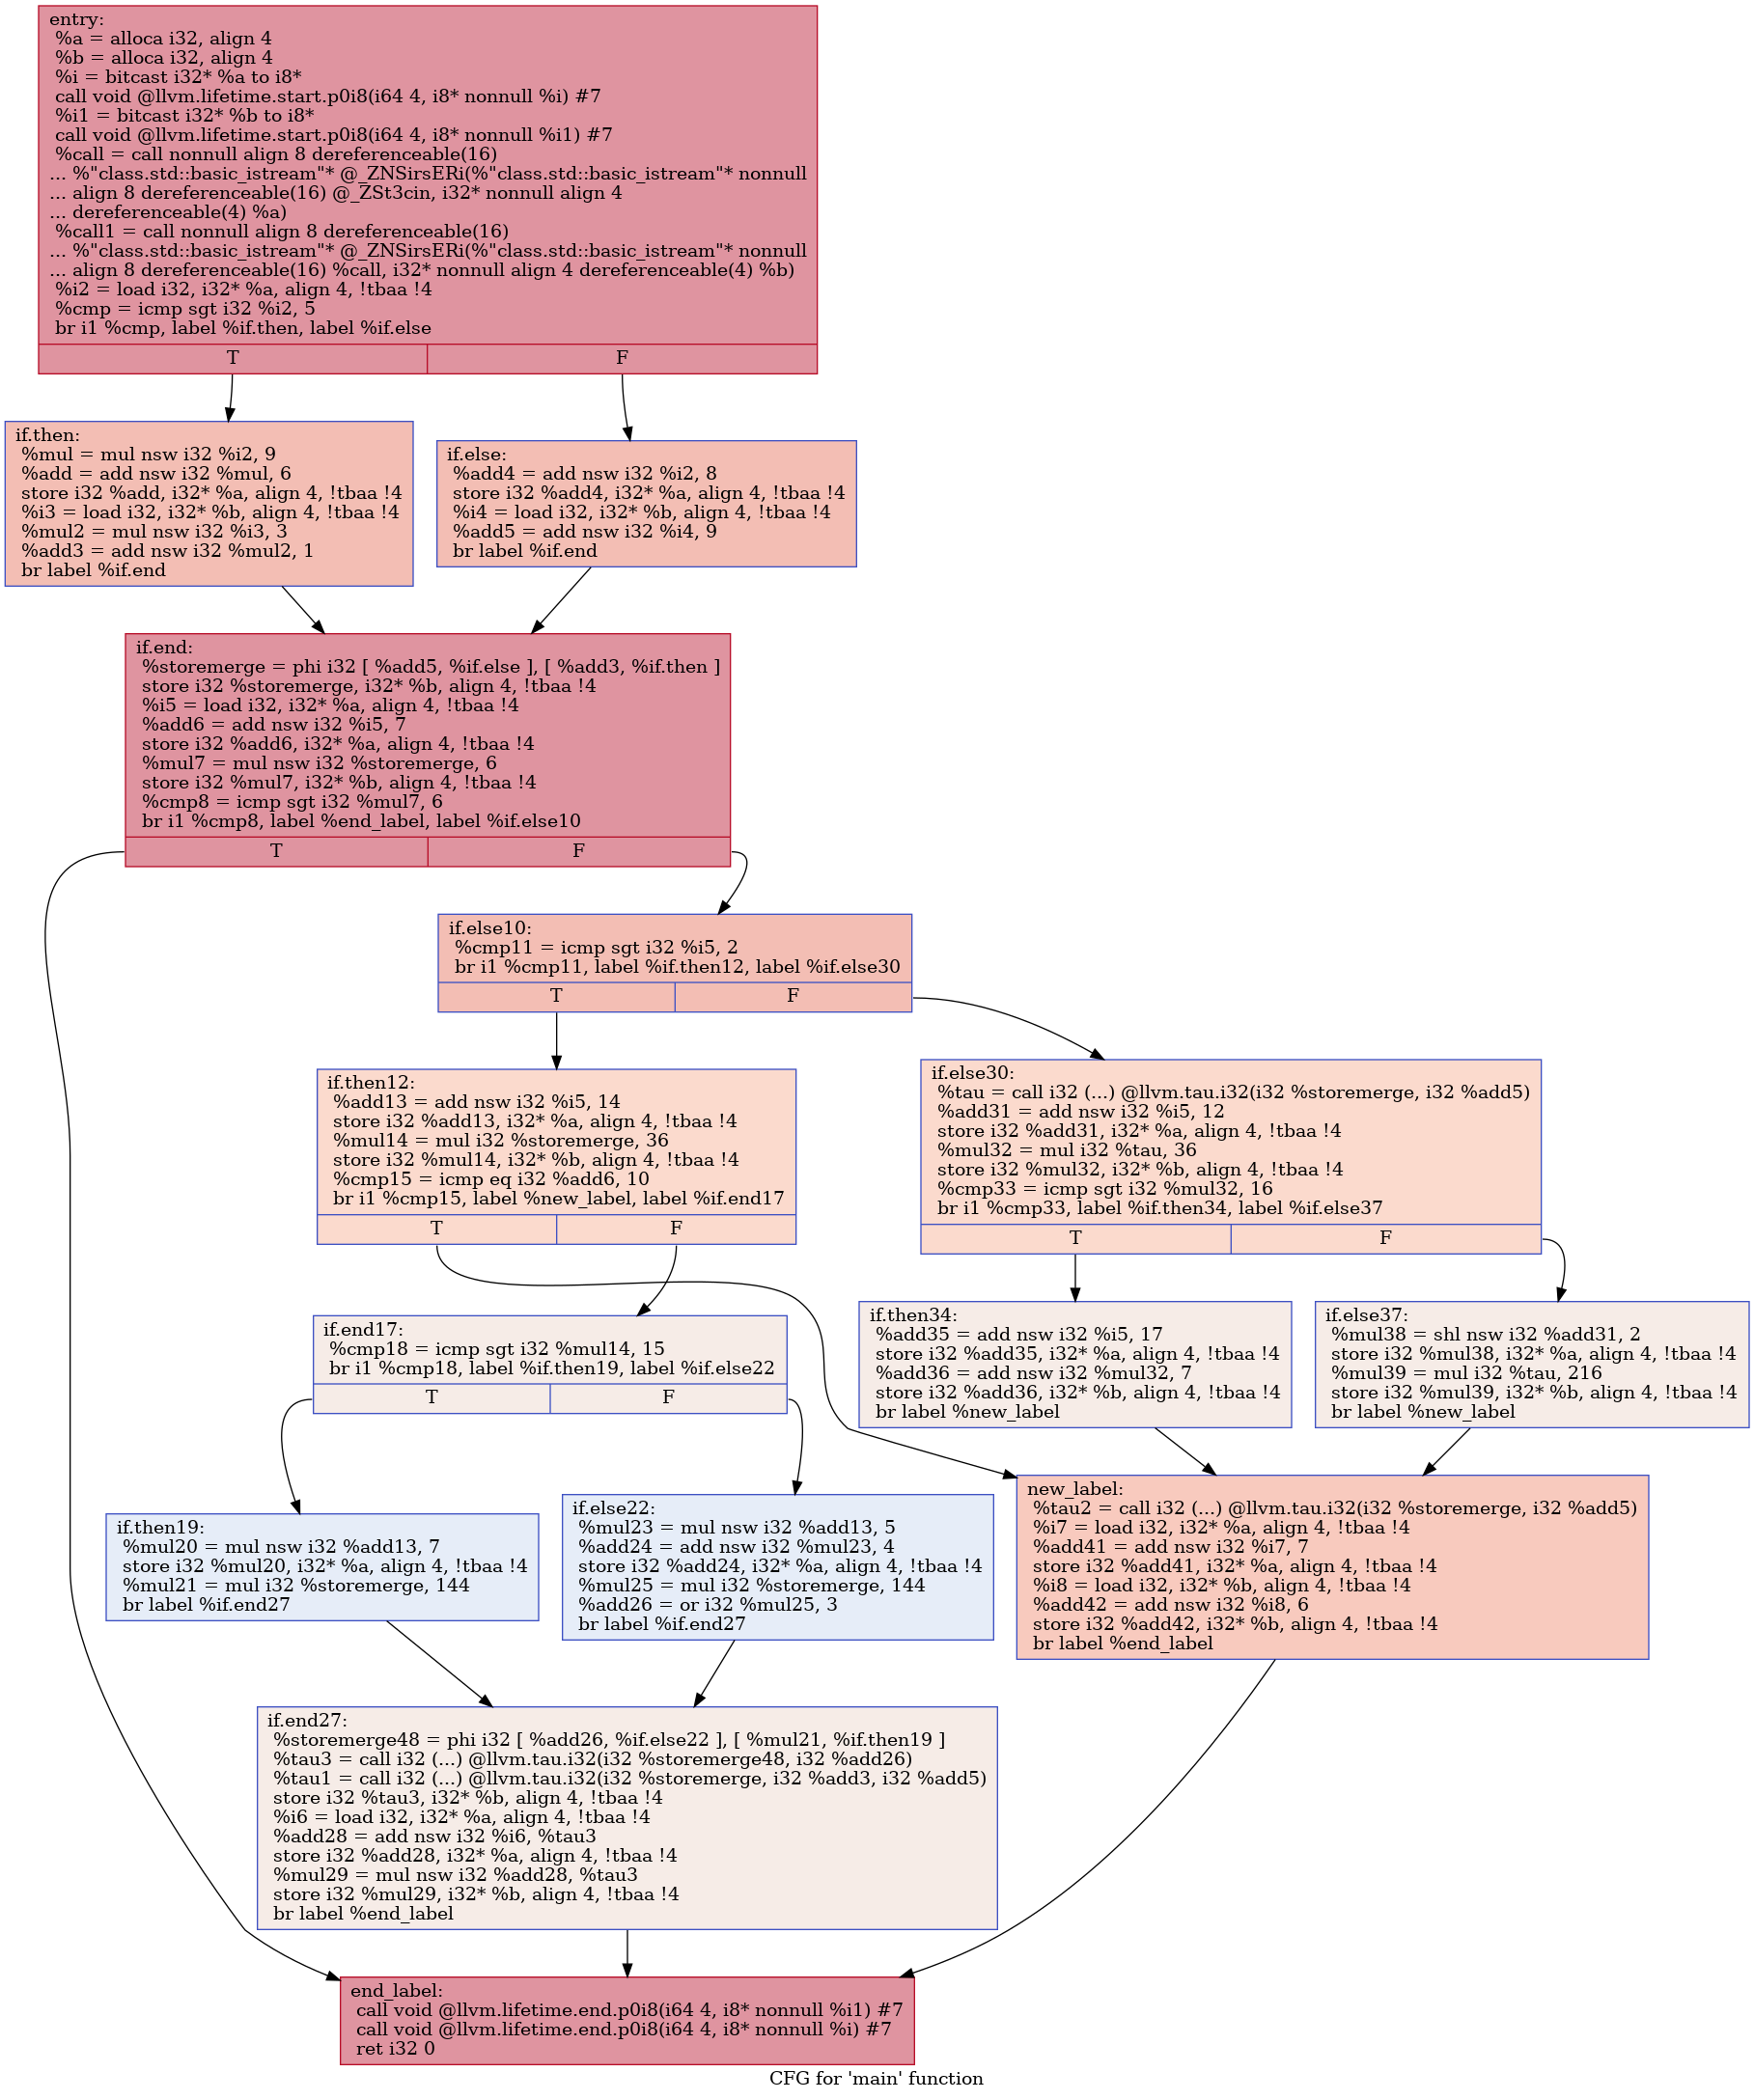 entry:
%a = alloca i32, align 4
%b = alloca i32, align 4
%i = bitcast i32* %a to i8*
call void @llvm.lifetime.start.p0i8(i64 4, i8* nonnull %i) #7
%i1 = bitcast i32* %b to i8*
call void @llvm.lifetime.start.p0i8(i64 4, i8* nonnull %i1) #7
%call = call nonnull align 8 dereferenceable(16)
... %"class.std::basic_istream"* @_ZNSirsERi(%"class.std::basic_istream"* nonnull
... align 8 dereferenceable(16) @_ZSt3cin, i32* nonnull align 4
... dereferenceable(4) %a)
%call1 = call nonnull align 8 dereferenceable(16)
... %"class.std::basic_istream"* @_ZNSirsERi(%"class.std::basic_istream"* nonnull
... align 8 dereferenceable(16) %call, i32* nonnull align 4 dereferenceable(4) %b)
%i2 = load i32, i32* %a, align 4, !tbaa !4
%cmp = icmp sgt i32 %i2, 5
br i1 %cmp, label %if.then, label %if.else
T F
if.then:
%mul = mul nsw i32 %i2, 9
%add = add nsw i32 %mul, 6
store i32 %add, i32* %a, align 4, !tbaa !4
%i3 = load i32, i32* %b, align 4, !tbaa !4
%mul2 = mul nsw i32 %i3, 3
%add3 = add nsw i32 %mul2, 1
br label %if.end
if.else:
%add4 = add nsw i32 %i2, 8
store i32 %add4, i32* %a, align 4, !tbaa !4
%i4 = load i32, i32* %b, align 4, !tbaa !4
%add5 = add nsw i32 %i4, 9
br label %if.end
if.end:
%storemerge = phi i32 [ %add5, %if.else ], [ %add3, %if.then ]
store i32 %storemerge, i32* %b, align 4, !tbaa !4
%i5 = load i32, i32* %a, align 4, !tbaa !4
%add6 = add nsw i32 %i5, 7
store i32 %add6, i32* %a, align 4, !tbaa !4
%mul7 = mul nsw i32 %storemerge, 6
store i32 %mul7, i32* %b, align 4, !tbaa !4
%cmp8 = icmp sgt i32 %mul7, 6
br i1 %cmp8, label %end_label, label %if.else10
T F
if.else10:
%cmp11 = icmp sgt i32 %i5, 2
br i1 %cmp11, label %if.then12, label %if.else30
T F
if.then12:
%add13 = add nsw i32 %i5, 14
store i32 %add13, i32* %a, align 4, !tbaa !4
%mul14 = mul i32 %storemerge, 36
store i32 %mul14, i32* %b, align 4, !tbaa !4
%cmp15 = icmp eq i32 %add6, 10
br i1 %cmp15, label %new_label, label %if.end17
T F
if.else30:
%tau = call i32 (...) @llvm.tau.i32(i32 %storemerge, i32 %add5)
%add31 = add nsw i32 %i5, 12
store i32 %add31, i32* %a, align 4, !tbaa !4
%mul32 = mul i32 %tau, 36
store i32 %mul32, i32* %b, align 4, !tbaa !4
%cmp33 = icmp sgt i32 %mul32, 16
br i1 %cmp33, label %if.then34, label %if.else37
T F
if.end17:
%cmp18 = icmp sgt i32 %mul14, 15
br i1 %cmp18, label %if.then19, label %if.else22
T F
if.then34:
%add35 = add nsw i32 %i5, 17
store i32 %add35, i32* %a, align 4, !tbaa !4
%add36 = add nsw i32 %mul32, 7
store i32 %add36, i32* %b, align 4, !tbaa !4
br label %new_label
if.else37:
%mul38 = shl nsw i32 %add31, 2
store i32 %mul38, i32* %a, align 4, !tbaa !4
%mul39 = mul i32 %tau, 216
store i32 %mul39, i32* %b, align 4, !tbaa !4
br label %new_label
if.then19:
%mul20 = mul nsw i32 %add13, 7
store i32 %mul20, i32* %a, align 4, !tbaa !4
%mul21 = mul i32 %storemerge, 144
br label %if.end27
if.else22:
%mul23 = mul nsw i32 %add13, 5
%add24 = add nsw i32 %mul23, 4
store i32 %add24, i32* %a, align 4, !tbaa !4
%mul25 = mul i32 %storemerge, 144
%add26 = or i32 %mul25, 3
br label %if.end27
new_label:
%tau2 = call i32 (...) @llvm.tau.i32(i32 %storemerge, i32 %add5)
%i7 = load i32, i32* %a, align 4, !tbaa !4
%add41 = add nsw i32 %i7, 7
store i32 %add41, i32* %a, align 4, !tbaa !4
%i8 = load i32, i32* %b, align 4, !tbaa !4
%add42 = add nsw i32 %i8, 6
store i32 %add42, i32* %b, align 4, !tbaa !4
br label %end_label
if.end27:
%storemerge48 = phi i32 [ %add26, %if.else22 ], [ %mul21, %if.then19 ]
%tau3 = call i32 (...) @llvm.tau.i32(i32 %storemerge48, i32 %add26)
%tau1 = call i32 (...) @llvm.tau.i32(i32 %storemerge, i32 %add3, i32 %add5)
store i32 %tau3, i32* %b, align 4, !tbaa !4
%i6 = load i32, i32* %a, align 4, !tbaa !4
%add28 = add nsw i32 %i6, %tau3
store i32 %add28, i32* %a, align 4, !tbaa !4
%mul29 = mul nsw i32 %add28, %tau3
store i32 %mul29, i32* %b, align 4, !tbaa !4
br label %end_label
end_label:
call void @llvm.lifetime.end.p0i8(i64 4, i8* nonnull %i1) #7
call void @llvm.lifetime.end.p0i8(i64 4, i8* nonnull %i) #7
ret i32 0
CFG for 'main' function